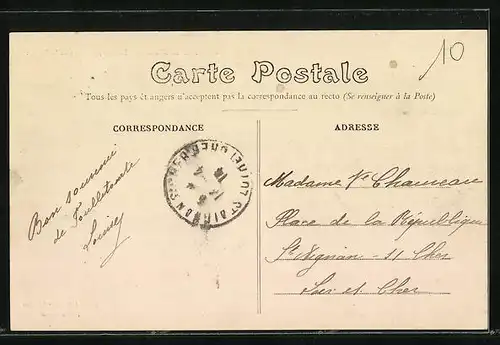 10
Carte Postale
Tous les pays étrangers n'acceptent pas la correspondance au recto (Se renseigner à la Poste)
CORRESPONDANCE
ADRESSE
Bon souvenir
de
Madame Vve Chauveau
Place de la République
St Aignan s/ Cher
Loir et Cher